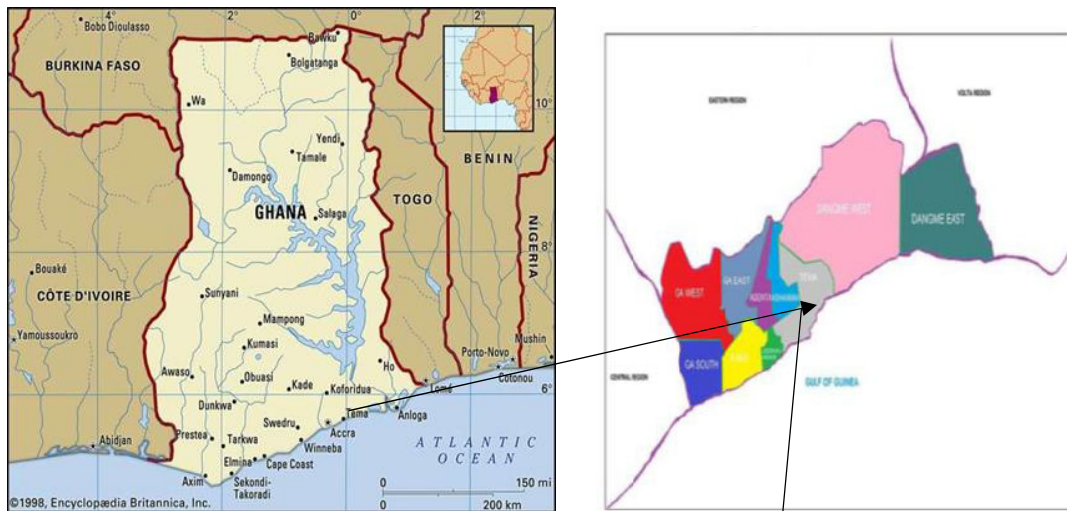 4°
2°
0°
2°
Bobo Dioulasso
Bawku
BURKINA FASO
Bolgatanga
Wa
10°
Yendi
Tamale
BENIN
Damongo
TOGO
GHANA
Salaga
NIGERIA
8°
Bouaké
CÔTE D'IVOIRE
Sunyani
Mampong
Yamoussoukro
Kumasi
Mushin
Ho
Porto-Novo
Awaso
Obuasi
Kade
Koforidua
Lomé
Cotonou
6°
Dunkwa
Tema
Anloga
Swedru
Accra
Prestea
Tarkwa
Winneba
Abidjan
Elmina
Cape Coast
ATLANTIC
OCEAN
Axim
Sekondi-
Takoradi
0
150 mi
0
200 km
©1998, Encyclopædia Britannica, Inc.
EASTERN REGION
VOLTA REGION
DANGME WEST
DANGME EAST
GA WEST
GA EAST
TEMA
GA SOUTH
CENTRAL REGION
GULF OF GUINEA